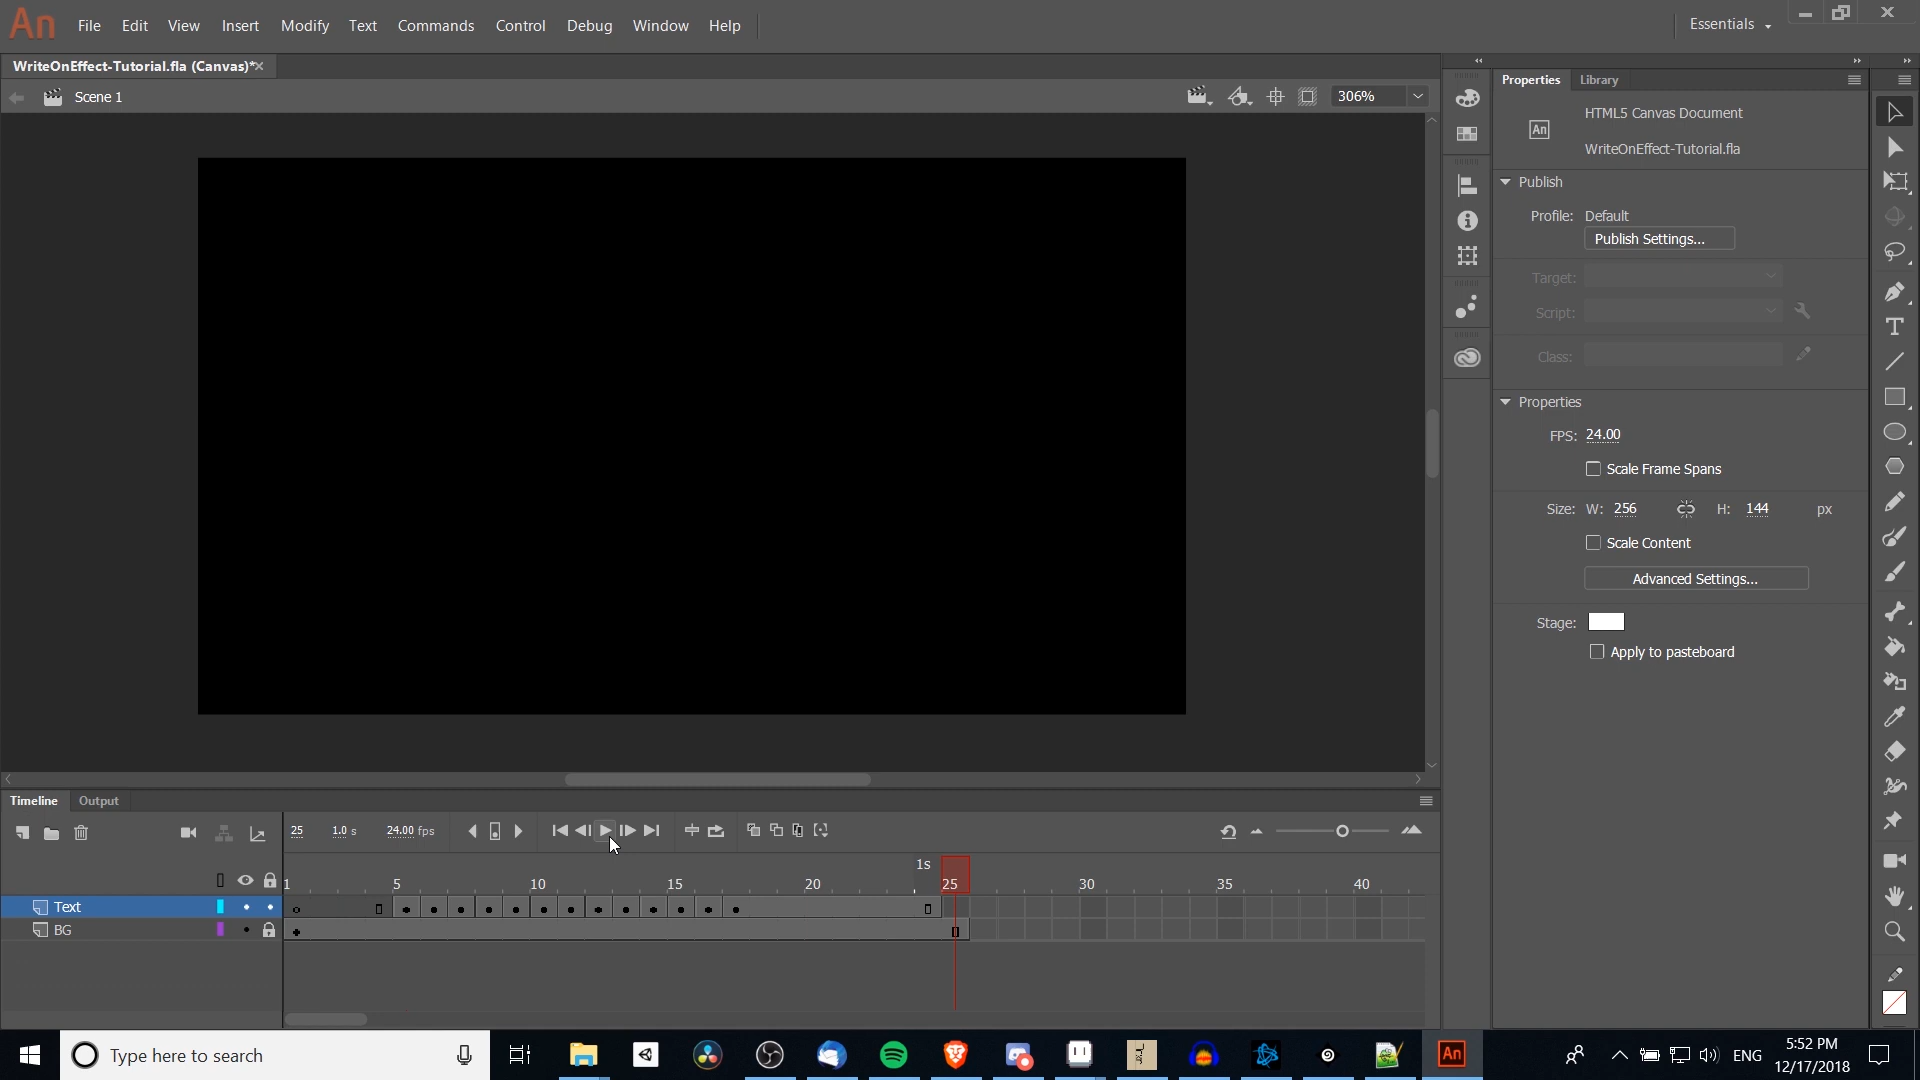 An File Edit View Insert Modify Text Commands Control Debug Window Help Essentials
WriteOnEffect-Tutorial.fla (Canvas)*
Scene 1
306%
Properties Library
HTML5 Canvas Document
An
WriteOnEffect-Tutorial.fla
Publish
Profile: Default
Publish Settings...
Target:
Script:
Class:
Properties
FPS: 24.00
Scale Frame Spans
Size: W: 256 H: 144 px
Scale Content
Advanced Settings...
Stage:
Apply to pasteboard
Timeline Output
25 1.0 s 24.00 fps
1s
1 5 10 15 20 25 30 35 40
Text
BG
Type here to search
An
ENG
5:52 PM
12/17/2018